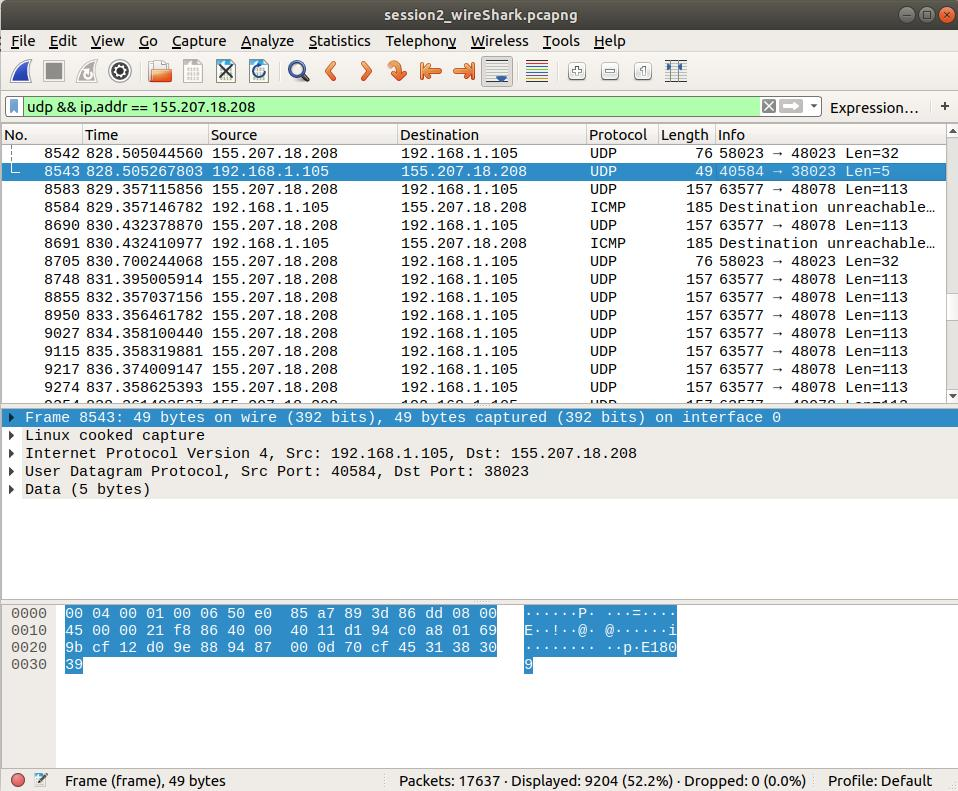 session2_wireShark.pcapng
File Edit View Go Capture Analyze Statistics Telephony Wireless Tools Help
udp && ip.addr == 155.207.18.208 Expression… +
No. Time Source Destination Protocol Length Info
8542 828.505044560 155.207.18.208 192.168.1.105 UDP 76 58023 → 48023 Len=32
8543 828.505267803 192.168.1.105 155.207.18.208 UDP 49 40584 → 38023 Len=5
8583 829.357115856 155.207.18.208 192.168.1.105 UDP 157 63577 → 48078 Len=113
8584 829.357146782 192.168.1.105 155.207.18.208 ICMP 185 Destination unreachable…
8690 830.432378870 155.207.18.208 192.168.1.105 UDP 157 63577 → 48078 Len=113
8691 830.432410977 192.168.1.105 155.207.18.208 ICMP 185 Destination unreachable…
8705 830.700244068 155.207.18.208 192.168.1.105 UDP 76 58023 → 48023 Len=32
8748 831.395005914 155.207.18.208 192.168.1.105 UDP 157 63577 → 48078 Len=113
8855 832.357037156 155.207.18.208 192.168.1.105 UDP 157 63577 → 48078 Len=113
8950 833.356461782 155.207.18.208 192.168.1.105 UDP 157 63577 → 48078 Len=113
9027 834.358100440 155.207.18.208 192.168.1.105 UDP 157 63577 → 48078 Len=113
9115 835.358319881 155.207.18.208 192.168.1.105 UDP 157 63577 → 48078 Len=113
9217 836.374009147 155.207.18.208 192.168.1.105 UDP 157 63577 → 48078 Len=113
9274 837.358625393 155.207.18.208 192.168.1.105 UDP 157 63577 → 48078 Len=113
Frame 8543: 49 bytes on wire (392 bits), 49 bytes captured (392 bits) on interface 0
Linux cooked capture
Internet Protocol Version 4, Src: 192.168.1.105, Dst: 155.207.18.208
User Datagram Protocol, Src Port: 40584, Dst Port: 38023
Data (5 bytes)
0000 00 04 00 01 00 06 50 e0 85 a7 89 3d 86 dd 08 00 ······P· ···=····
0010 45 00 00 21 f8 86 40 00 40 11 d1 94 c0 a8 01 69 E··!··@· @······i
0020 9b cf 12 d0 9e 88 94 87 00 0d 70 cf 45 31 38 30 ········ ··p·E180
0030 39 9
Frame (frame), 49 bytes Packets: 17637 · Displayed: 9204 (52.2%) · Dropped: 0 (0.0%) Profile: Default